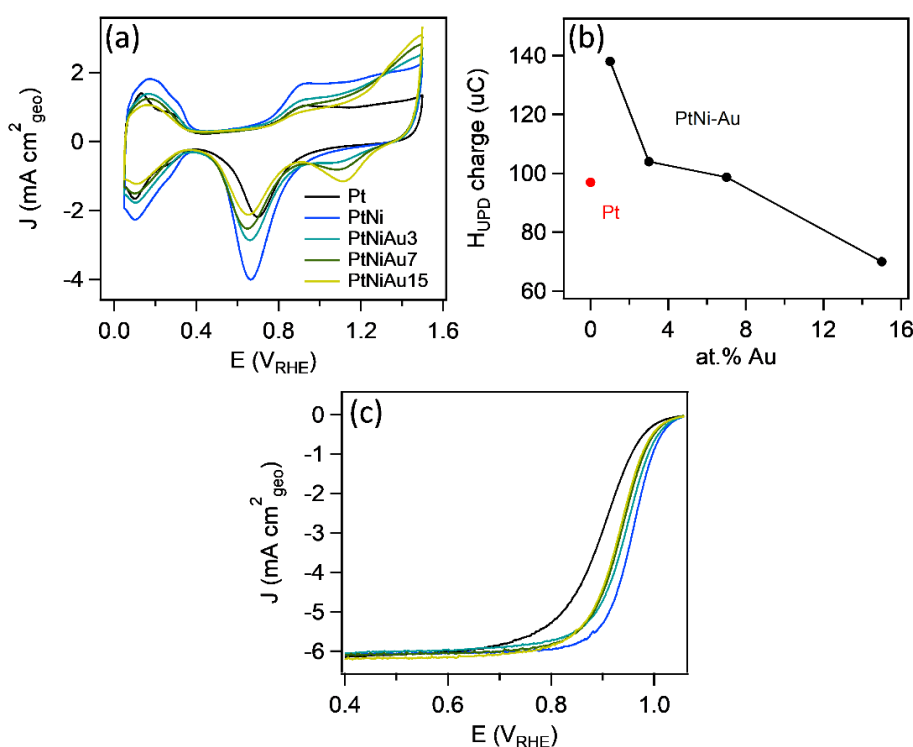 (a)
2
0
-2
-4
J (mA cm²geo)
0.0 0.4 0.8 1.2 1.6
E (VRHE)
Pt
PtNi
PtNiAu3
PtNiAu7
PtNiAu15
(b)
140
120
100
80
60
HUPD charge (uC)
PtNi-Au
Pt
0 4 8 12 16
at.% Au
(c)
0
-1
-2
-3
-4
-5
-6
J (mA cm²geo)
0.4 0.6 0.8 1.0
E (VRHE)